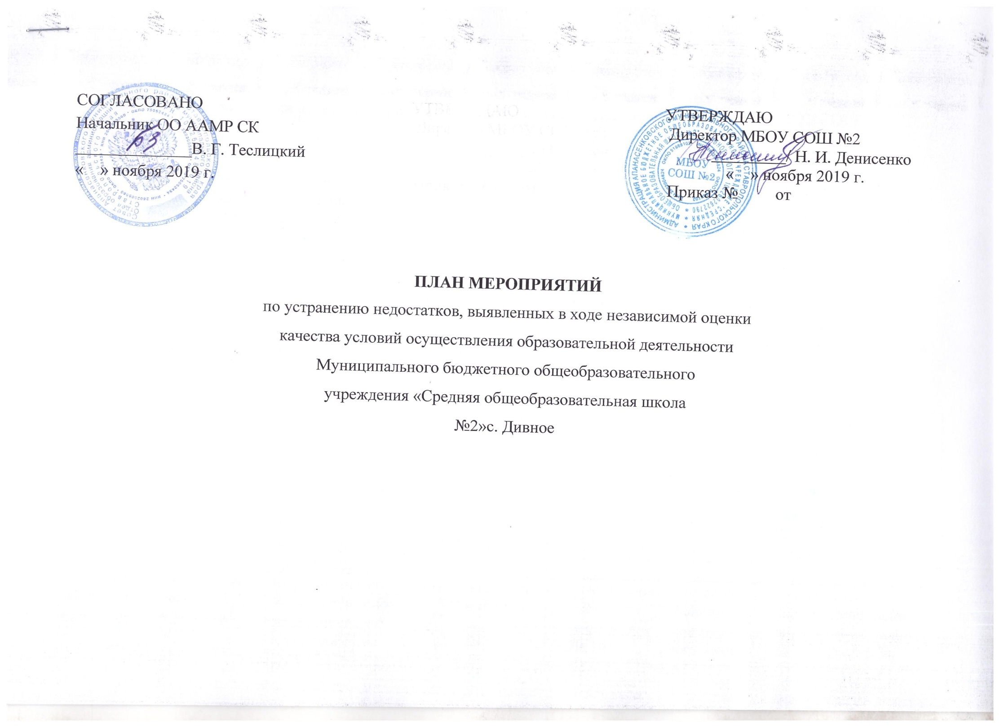 СОГЛАСОВАНО
Начальник ОО ААМР СК
____________В. Г. Теслицкий
«    » ноября 2019 г.
УТВЕРЖДАЮ
Директор МБОУ СОШ №2
________/ Н. И. Денисенко
«    » ноября 2019 г.
Приказ №        от
МБОУ
СОШ №2
ПЛАН МЕРОПРИЯТИЙ
по устранению недостатков, выявленных в ходе независимой оценки
качества условий осуществления образовательной деятельности
Муниципального бюджетного общеобразовательного
учреждения «Средняя общеобразовательная школа
№2»с. Дивное